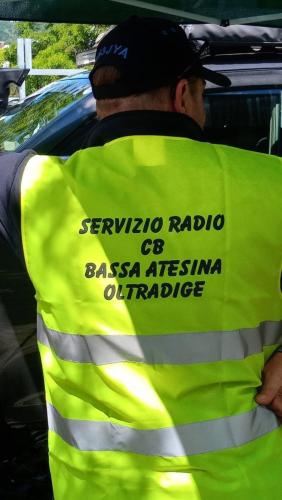 SERVIZIO RADIO
CB
BASSA ATESINA
OLTRADIGE